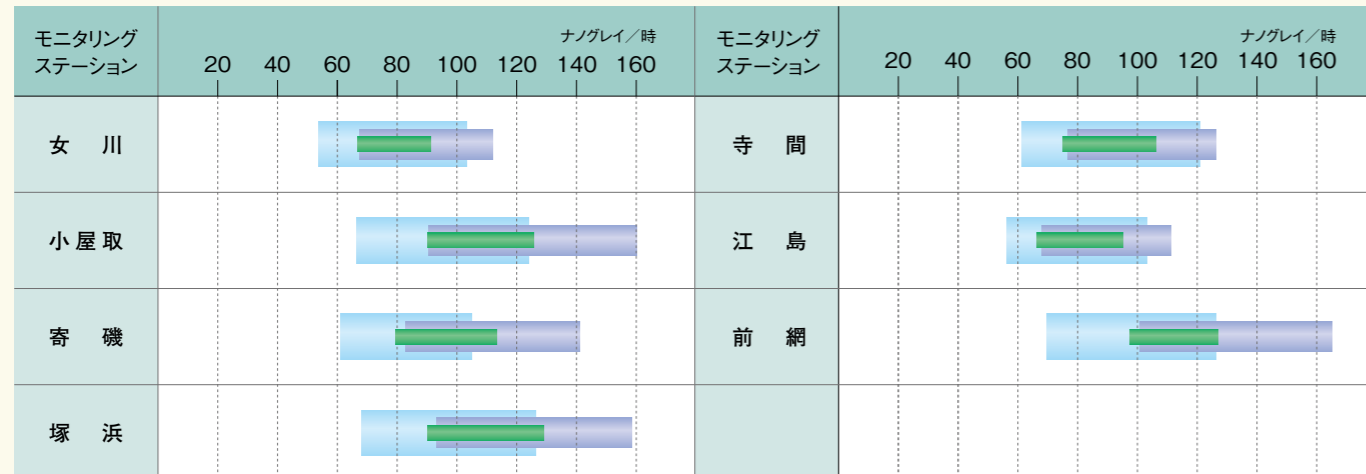 モニタリング
ステーション
ナノグレイ／時
20 40 60 80 100 120 140 160
モニタリング
ステーション
ナノグレイ／時
20 40 60 80 100 120 140 160
女川
寺間
小屋取
江島
寄磯
前網
塚浜